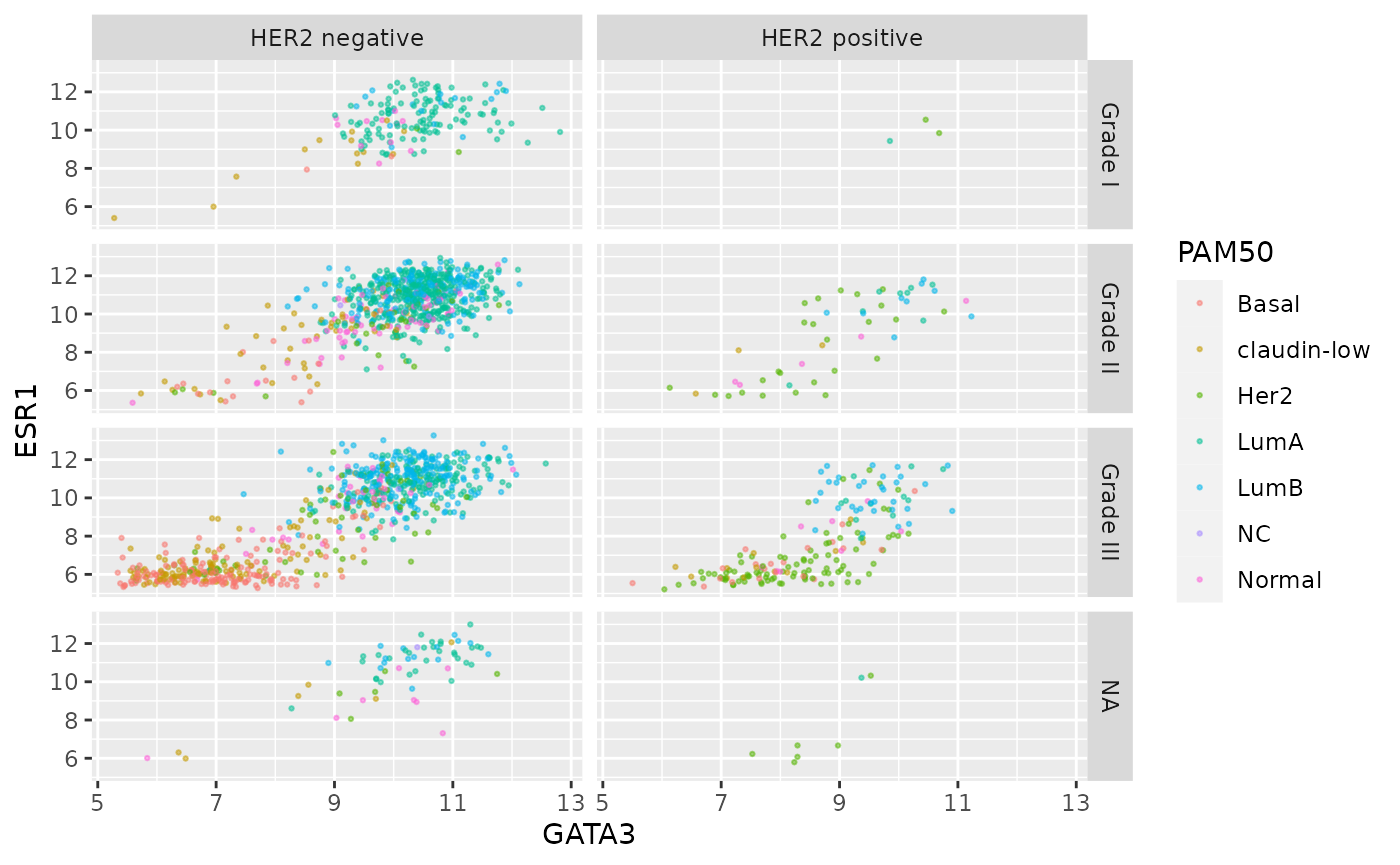 HER2 negative HER2 positive
12
10
8
6
Grade I
12
10
8
6
Grade II
12
10
8
6
Grade III
12
10
8
6
NA
5 7 9 11 13 5 7 9 11 13
GATA3
ESR1
PAM50
Basal
claudin-low
Her2
LumA
LumB
NC
Normal